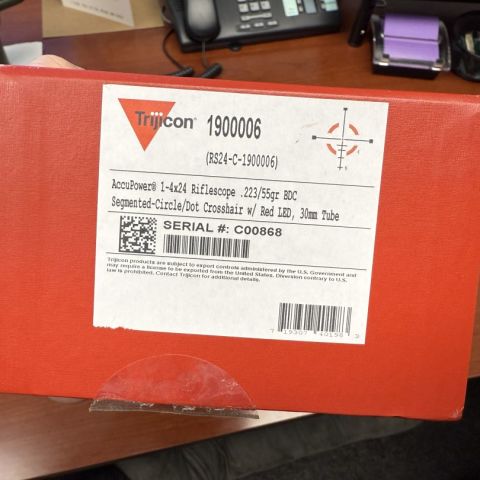 Trijicon® 1900006
(RS24-C-1900006)
AccuPower® 1-4x24 Riflescope .223/55gr BDC
Segmented-Circle/Dot Crosshair w/ Red LED, 30mm Tube
SERIAL #: C00868
Trijicon products are subject to export controls administered by the U.S. Government and
may require a license to be exported from the United States. Diversion contrary to U.S.
law is prohibited. Contact Trijicon for additional details.